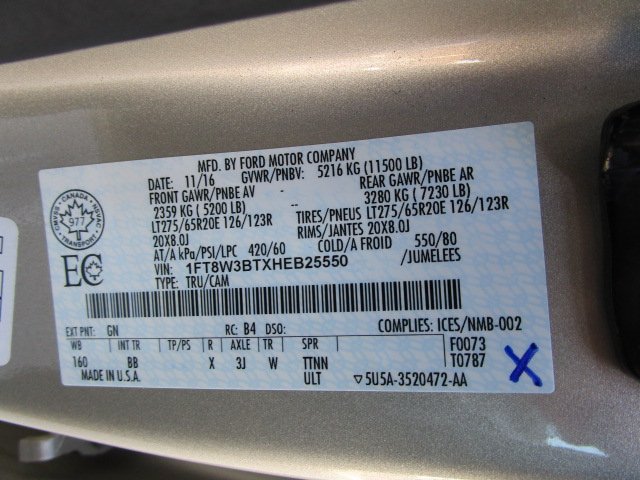 MFD. BY FORD MOTOR COMPANY
DATE: 11/16 GVWR/PNBV: 5216 KG (11500 LB)
FRONT GAWR/PNBE AV REAR GAWR/PNBE AR
2359 KG (5200 LB) 3280 KG (7230 LB)
LT275/65R20E 126/123R TIRES/PNEUS LT275/65R20E 126/123R
20X8.0J RIMS/JANTES 20X8.0J
AT/A kPa/PSI/LPC 420/60 COLD/A FROID 550/80
VIN: 1FT8W3BTXHEB25550 /JUMELEES
TYPE: TRU/CAM
CANADA
CMVSS NSVAC
977
TRANSPORT
EC
EXT PNT: GN RC: B4 DSO: COMPLIES: ICES/NMB-002
WB INT TR TP/PS R AXLE TR SPR F0073
160 BB X 3J W TTNN T0787
MADE IN U.S.A. ULT ▽5U5A-3520472-AA
X